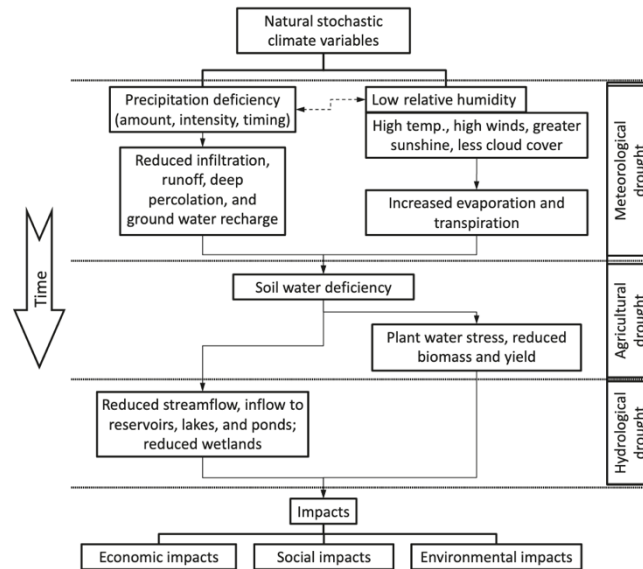 Natural stochastic
climate variables
Precipitation deficiency
(amount, intensity, timing)
Low relative humidity
High temp., high winds, greater
sunshine, less cloud cover
Reduced infiltration,
runoff, deep
percolation, and
ground water recharge
Increased evaporation and
transpiration
Meteorological
drought
Time
Soil water deficiency
Plant water stress, reduced
biomass and yield
Agricultural
drought
Reduced streamflow, inflow to
reservoirs, lakes, and ponds;
reduced wetlands
Hydrological
drought
Impacts
Economic impacts
Social impacts
Environmental impacts